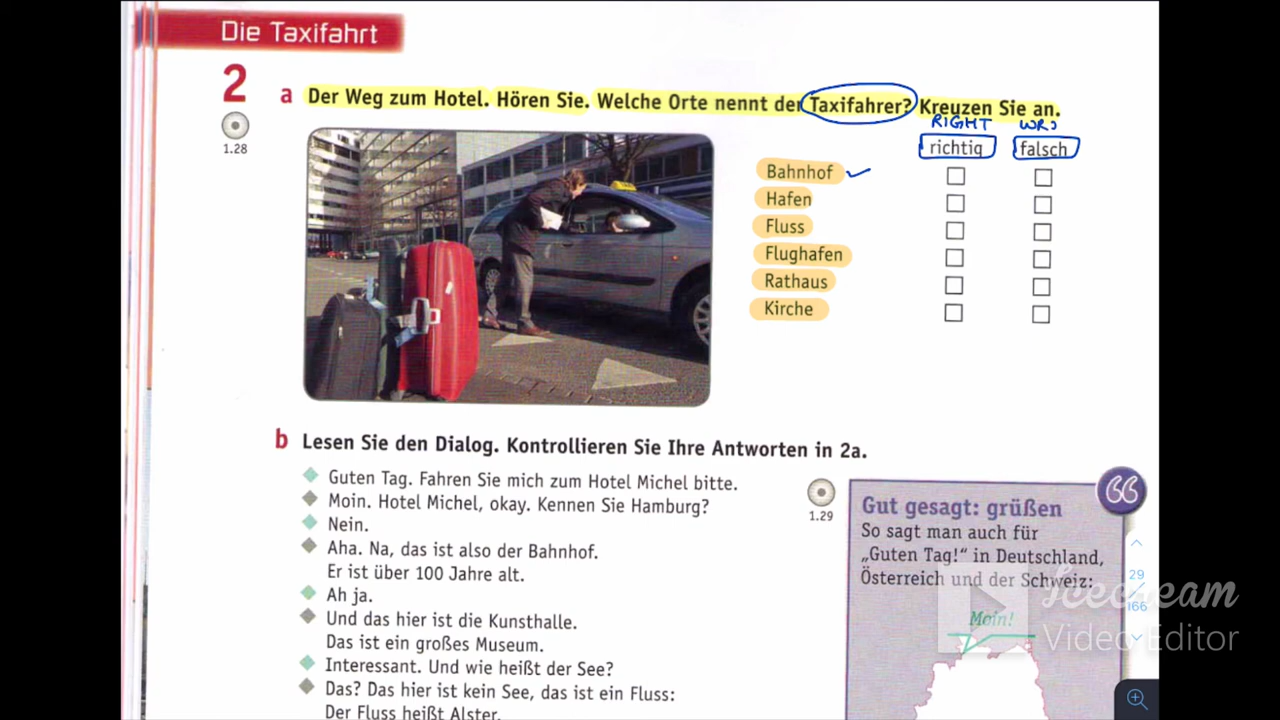 Die Taxifahrt
2
a Der Weg zum Hotel. Hören Sie. Welche Orte nennt der Taxifahrer? Kreuzen Sie an.
1.28
RIGHT
richtig falsch
Bahnhof
Hafen
Fluss
Flughafen
Rathaus
Kirche
b Lesen Sie den Dialog. Kontrollieren Sie Ihre Antworten in 2a.
Guten Tag. Fahren Sie mich zum Hotel Michel bitte.
Moin. Hotel Michel, okay. Kennen Sie Hamburg?
Nein.
Aha. Na, das ist also der Bahnhof.
Er ist über 100 Jahre alt.
Ah ja.
Und das hier ist die Kunsthalle.
Das ist ein großes Museum.
Interessant. Und wie heißt der See?
Das? Das hier ist kein See, das ist ein Fluss:
Der Fluss heißt Alster.
1.29
Gut gesagt: grüßen
So sagt man auch für
„Guten Tag!“ in Deutschland,
Österreich und der Schweiz:
Moin!
29
166
Icecream
Video Editor